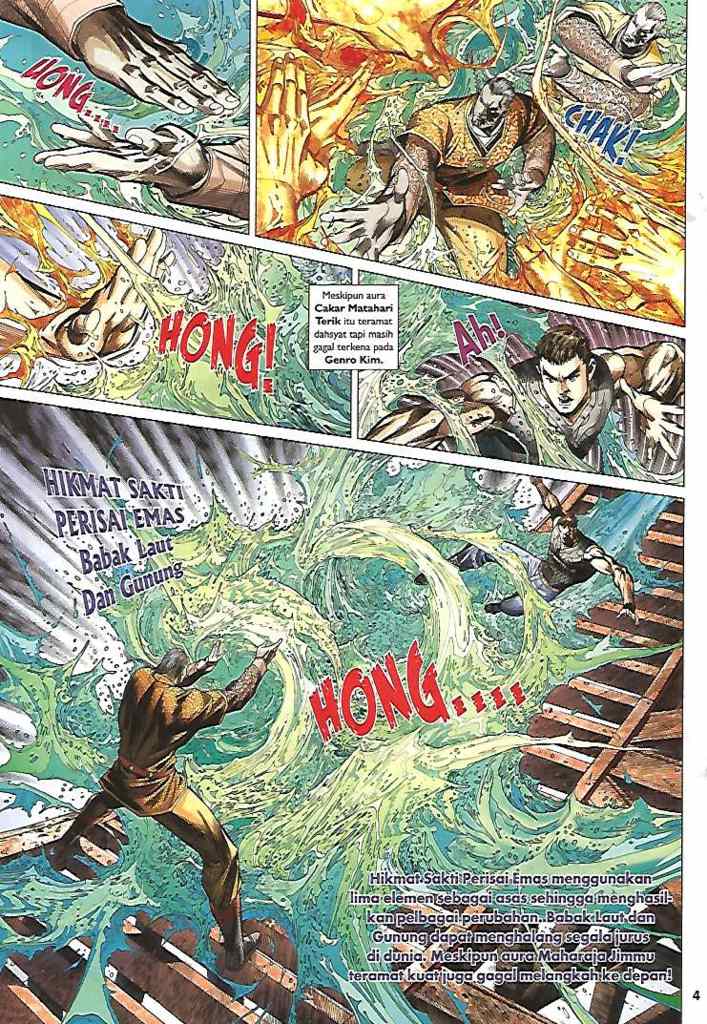 UONG....
CHAK!
HONG!
Meskipun aura
Cakar Matahari
Terik itu teramat
dahsyat tapi masih
gagal terkena pada
Genro Kim.
Ah!
HIKMAT SAKTI
PERISAI EMAS
Babak Laut
Dan Gunung
HONG....
Hikmat Sakti Perisai Emas menggunakan
lima elemen sebagai asas sehingga menghasil-
kan pelbagai perubahan. Babak Laut dan
Gunung dapat menghalang segala jurus
di dunia. Meskipun aura Maharaja Jimmu
teramat kuat juga gagal melangkah ke depan!
4